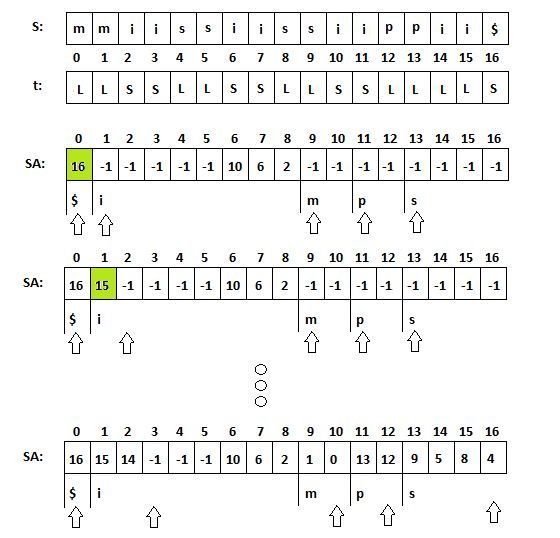 S: m m i i s s i i s s i i p p i i $
0 1 2 3 4 5 6 7 8 9 10 11 12 13 14 15 16
t: L L S S L L S S L L S S L L L L S
0 1 2 3 4 5 6 7 8 9 10 11 12 13 14 15 16
SA: 16 -1 -1 -1 -1 -1 10 6 2 -1 -1 -1 -1 -1 -1 -1 -1
$ i m p s
0 1 2 3 4 5 6 7 8 9 10 11 12 13 14 15 16
SA: 16 15 -1 -1 -1 -1 10 6 2 -1 -1 -1 -1 -1 -1 -1 -1
$ i m p s
0 1 2 3 4 5 6 7 8 9 10 11 12 13 14 15 16
SA: 16 15 14 -1 -1 -1 10 6 2 1 0 13 12 9 5 8 4
$ i m p s